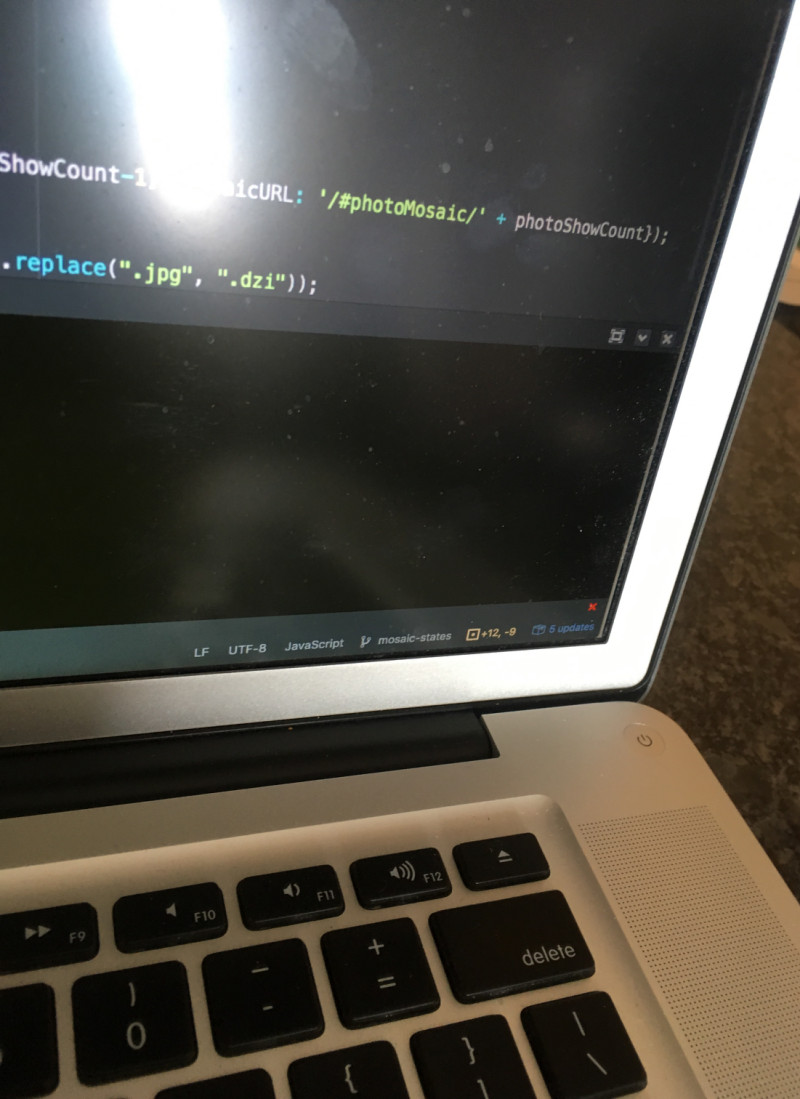 ShowCount-1
icURL: '/#photoMosaic/' + photoShowCount});
.replace(".jpg", ".dzi"));
LF UTF-8 JavaScript mosaic-states +12, -9 5 updates
F9 F10 F11 F12
delete
) 0 _ - + =
{ } ] | \